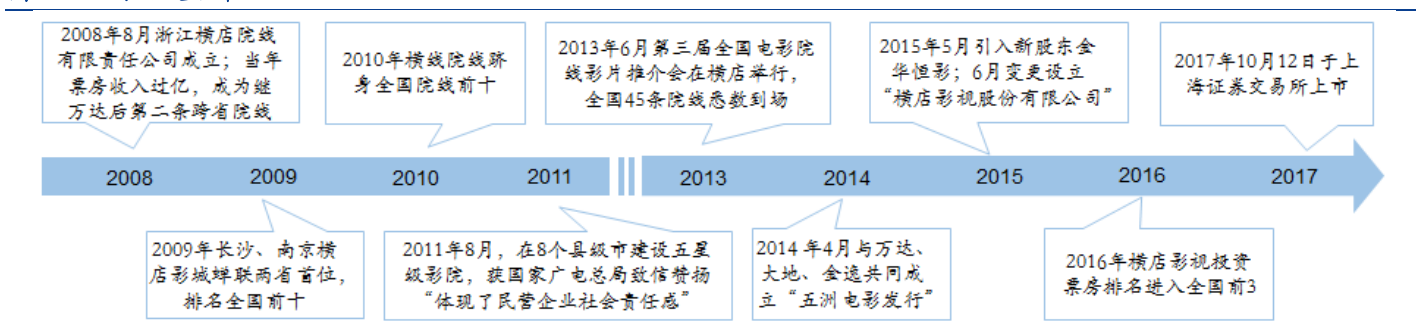 2008年8月浙江横店院线
有限责任公司成立；当年
票房收入过亿，成为继
万达后第二条跨省院线
2010年横线院线跻
身全国院线前十
2013年6月第三届全国电影院
线影片推介会在横店举行，
全国45条院线悉数到场
2015年5月引入新股东金
华恒影；6月变更设立
“横店影视股份有限公司”
2017年10月12日于上
海证券交易所上市
2008
2009
2010
2011
2013
2014
2015
2016
2017
2009年长沙、南京横
店影城蝉联两省首位，
排名全国前十
2011年8月，在8个县级市建设五星
级影院，获国家广电总局致信赞扬
“体现了民营企业社会责任感”
2014年4月与万达、
大地、金逸共同成
立“五洲电影发行”
2016年横店影视投资
票房排名进入全国前3